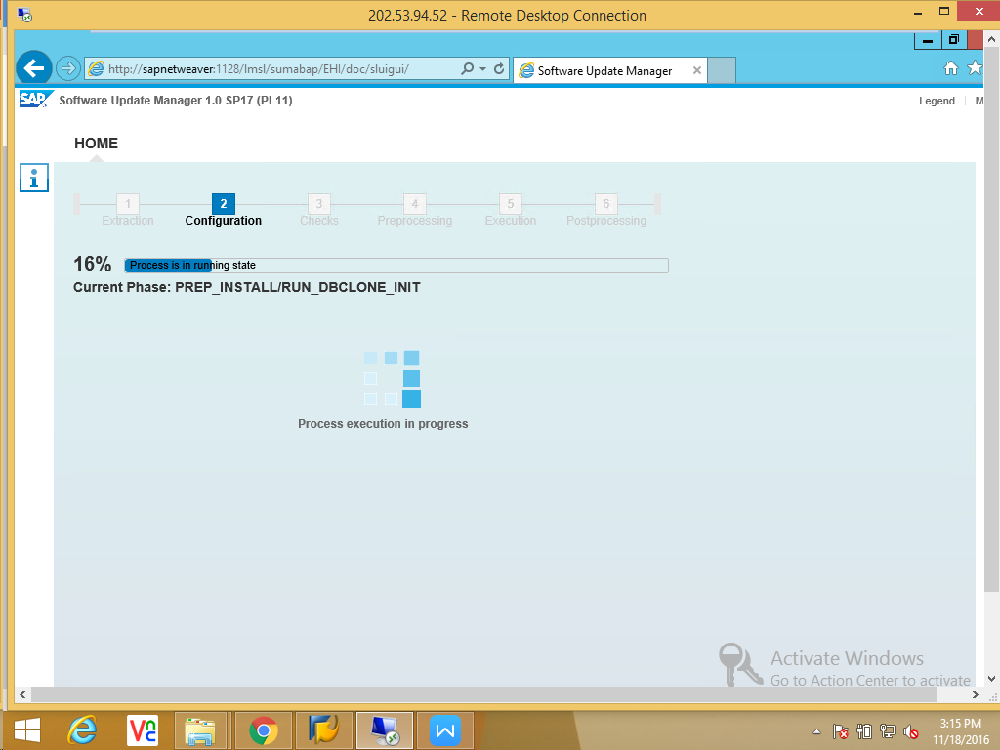 202.53.94.52 - Remote Desktop Connection
http://sapnetweaver:1128/lmsl/sumabap/EHI/doc/sluigui/
Software Update Manager
SAP Software Update Manager 1.0 SP17 (PL11)
Legend
M
HOME
1 2 3 4 5 6
Extraction Configuration Checks Preprocessing Execution Postprocessing
16% Process is in running state
Current Phase: PREP_INSTALL/RUN_DBCLONE_INIT
Process execution in progress
Activate Windows
Go to Action Center to activate
3:15 PM
11/18/2016